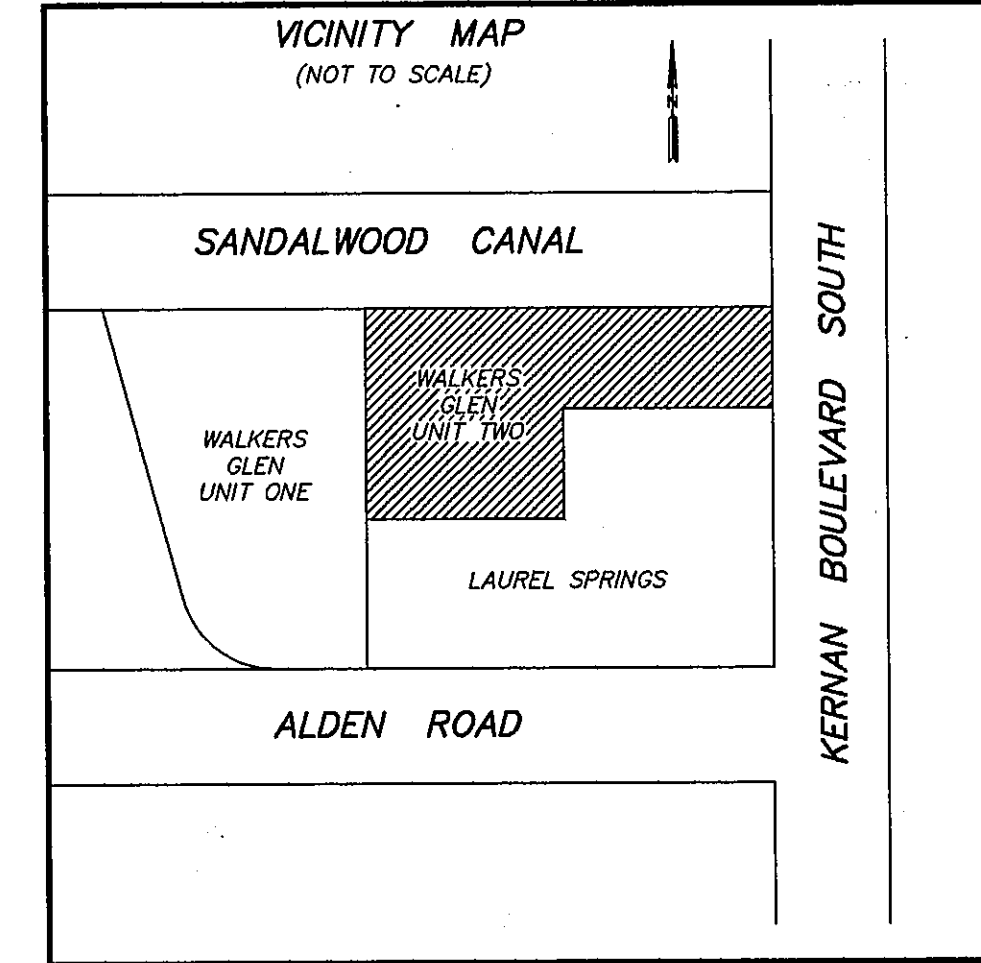 VICINITY MAP
(NOT TO SCALE)
N
SANDALWOOD CANAL
WALKERS
GLEN
UNIT TWO
WALKERS
GLEN
UNIT ONE
KERNAN BOULEVARD SOUTH
LAUREL SPRINGS
ALDEN ROAD